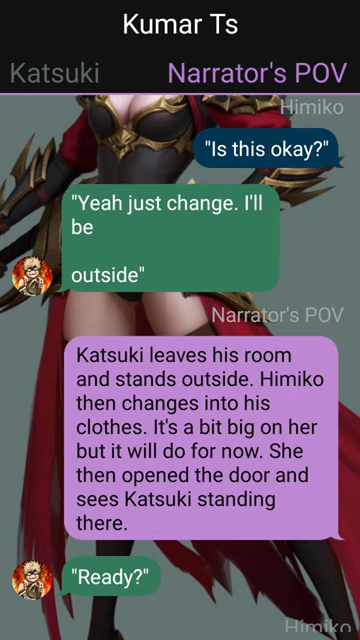 Kumar Ts
Katsuki
Narrator's POV
Himiko
"Is this okay?"
"Yeah just change. I'll
be
outside"
Narrator's POV
Katsuki leaves his room
and stands outside. Himiko
then changes into his
clothes. It's a bit big on her
but it will do for now. She
then opened the door and
sees Katsuki standing
there.
"Ready?"
Himiko